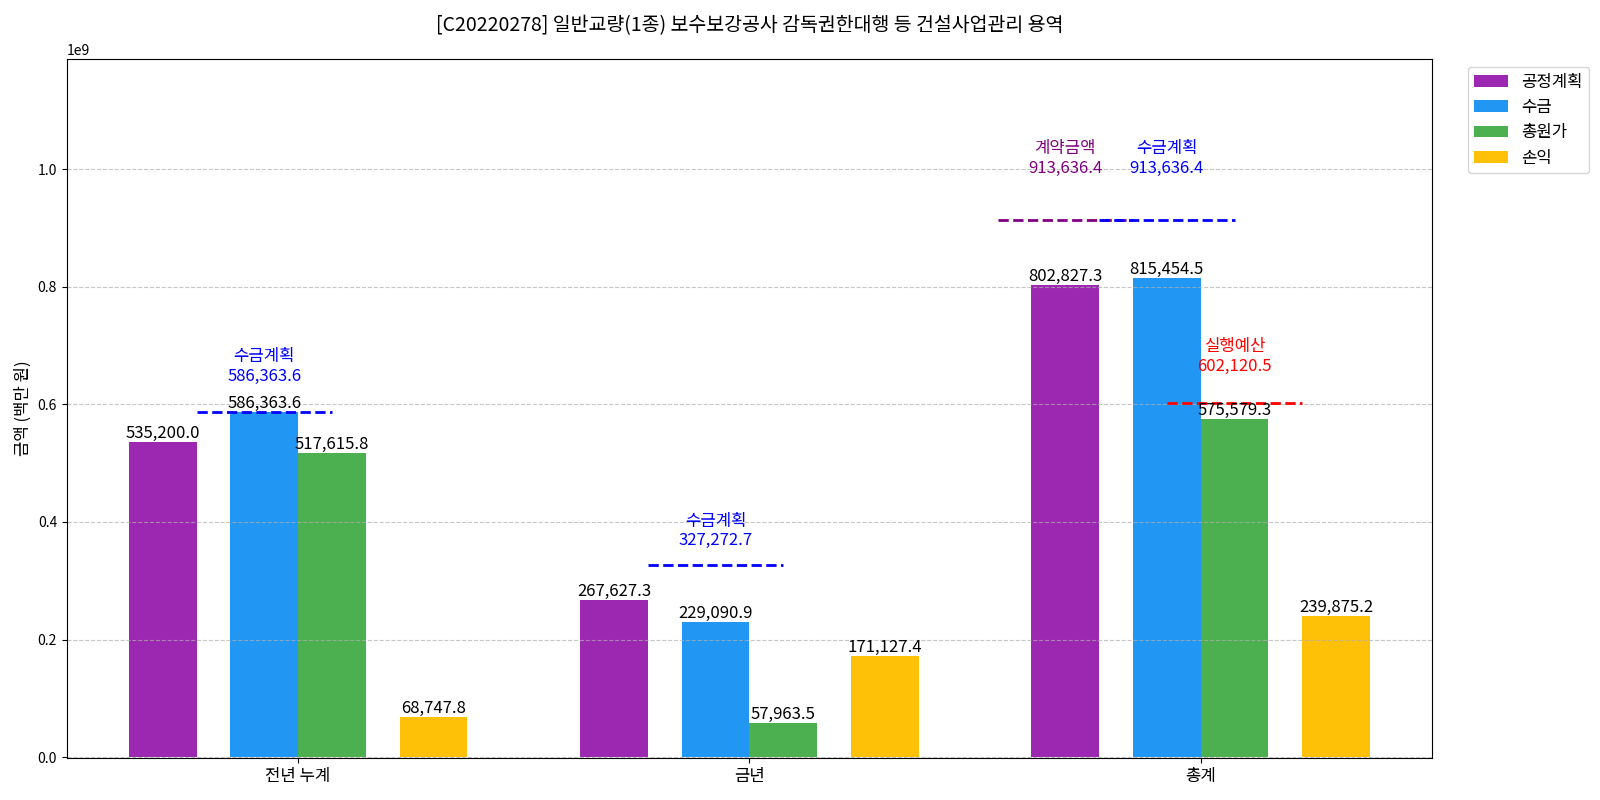 [C20220278] 일반교량(1종) 보수보강공사 감독권한대행 등 건설사업관리 용역
1e9
공정계획
수금
총원가
손익
금액 (백만 원)
1.0
0.8
0.6
0.4
0.2
0.0
수금계획
586,363.6
535,200.0
586,363.6
517,615.8
68,747.8
수금계획
327,272.7
267,627.3
229,090.9
57,963.5
171,127.4
계약금액
913,636.4
수금계획
913,636.4
802,827.3
815,454.5
실행예산
602,120.5
575,579.3
239,875.2
전년 누계
금년
총계